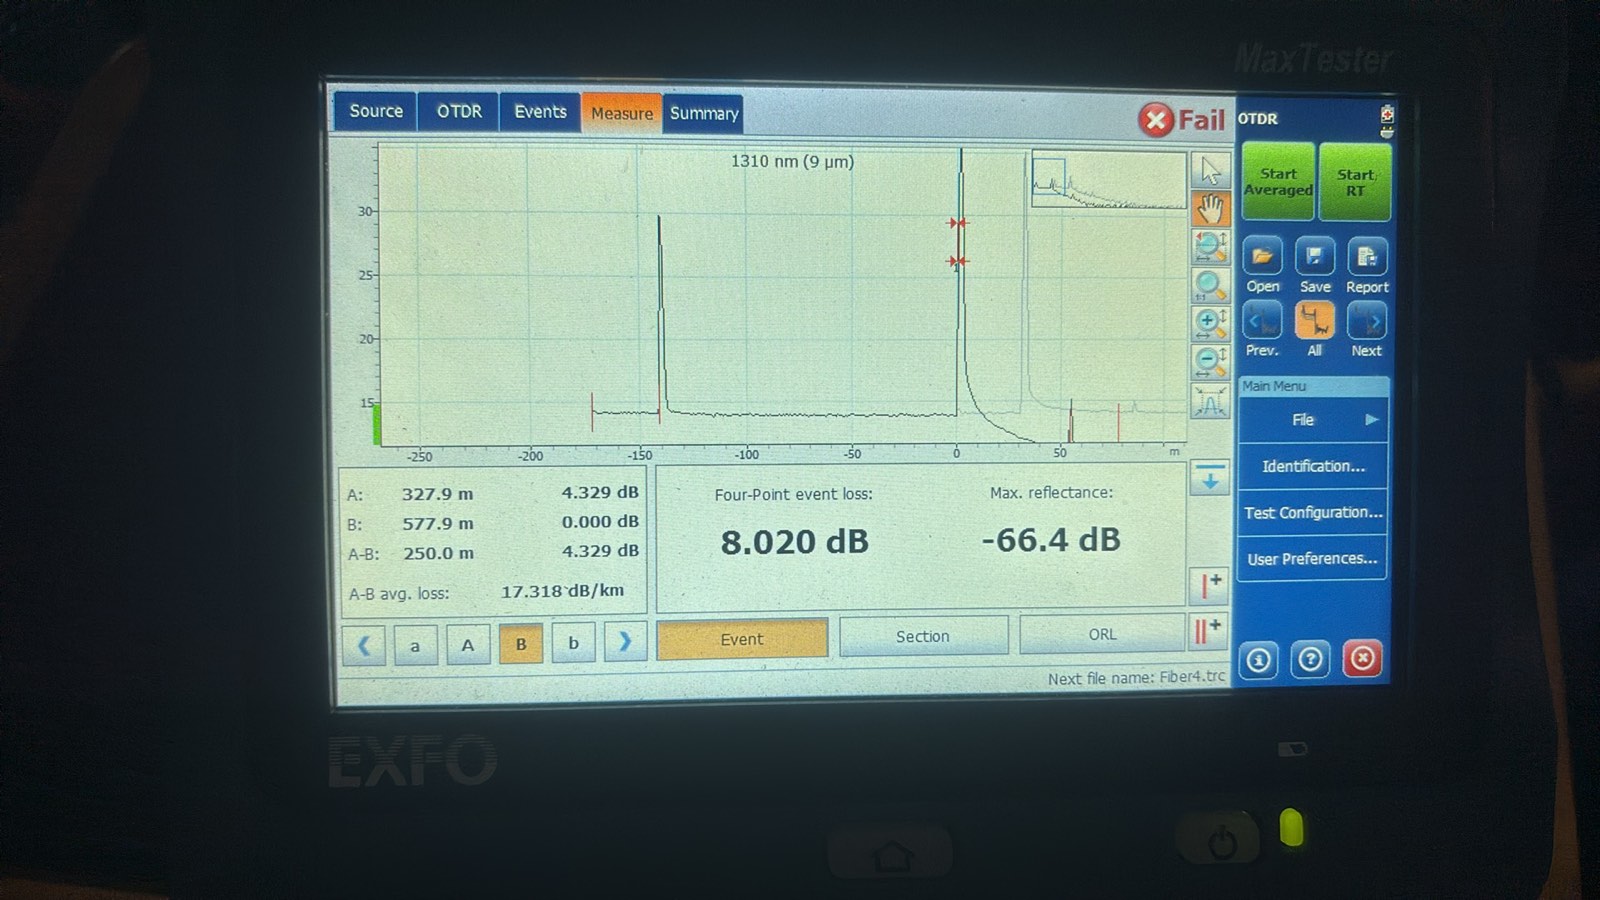 MaxTester
Source OTDR Events Measure Summary
Fail
OTDR
1310 nm (9 µm)
Start Averaged
Start RT
30
25
20
15
-250 -200 -150 -100 -50 0 50 m
1
1:1
Open Save Report
Prev. All Next
Main Menu
File
Identification...
Test Configuration...
User Preferences...
A: 327.9 m 4.329 dB
B: 577.9 m 0.000 dB
A-B: 250.0 m 4.329 dB
A-B avg. loss: 17.318 dB/km
Four-Point event loss:
8.020 dB
Max. reflectance:
-66.4 dB
a A B b
Event Section ORL
Next file name: Fiber4.trc
EXFO